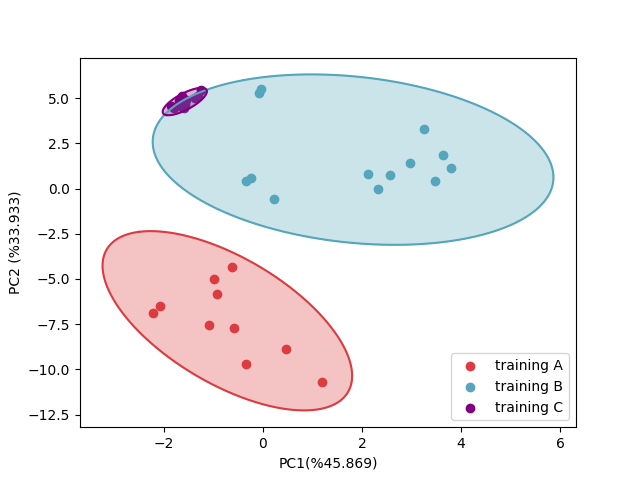 5.0
2.5
0.0
−2.5
−5.0
−7.5
−10.0
−12.5
PC2 (%33.933)
−2
0
2
4
6
PC1(%45.869)
training A
training B
training C